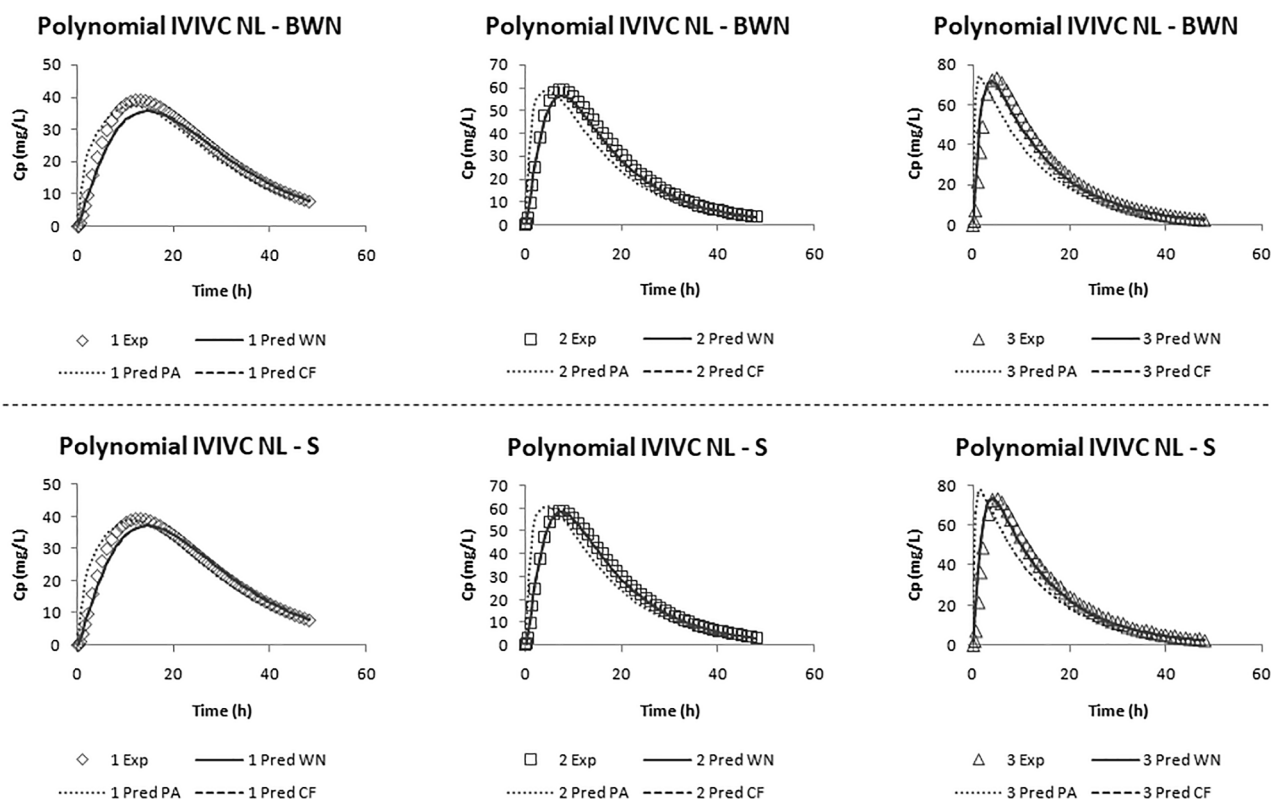 Polynomial IVIVC NL - BWN
50
40
30
20
10
0
Cp (mg/L)
0 20 40 60
Time (h)
1 Exp 1 Pred WN
1 Pred PA 1 Pred CF
Polynomial IVIVC NL - BWN
70
60
50
40
30
20
10
0
Cp (mg/L)
0 20 40 60
Time (h)
2 Exp 2 Pred WN
2 Pred PA 2 Pred CF
Polynomial IVIVC NL - BWN
80
60
40
20
0
Cp (mg/L)
0 20 40 60
Time (h)
3 Exp 3 Pred WN
3 Pred PA 3 Pred CF
Polynomial IVIVC NL - S
50
40
30
20
10
0
Cp (mg/L)
0 20 40 60
Time (h)
1 Exp 1 Pred WN
1 Pred PA 1 Pred CF
Polynomial IVIVC NL - S
70
60
50
40
30
20
10
0
Cp (mg/L)
0 20 40 60
Time (h)
2 Exp 2 Pred WN
2 Pred PA 2 Pred CF
Polynomial IVIVC NL - S
80
60
40
20
0
Cp (mg/L)
0 20 40 60
Time (h)
3 Exp 3 Pred WN
3 Pred PA 3 Pred CF